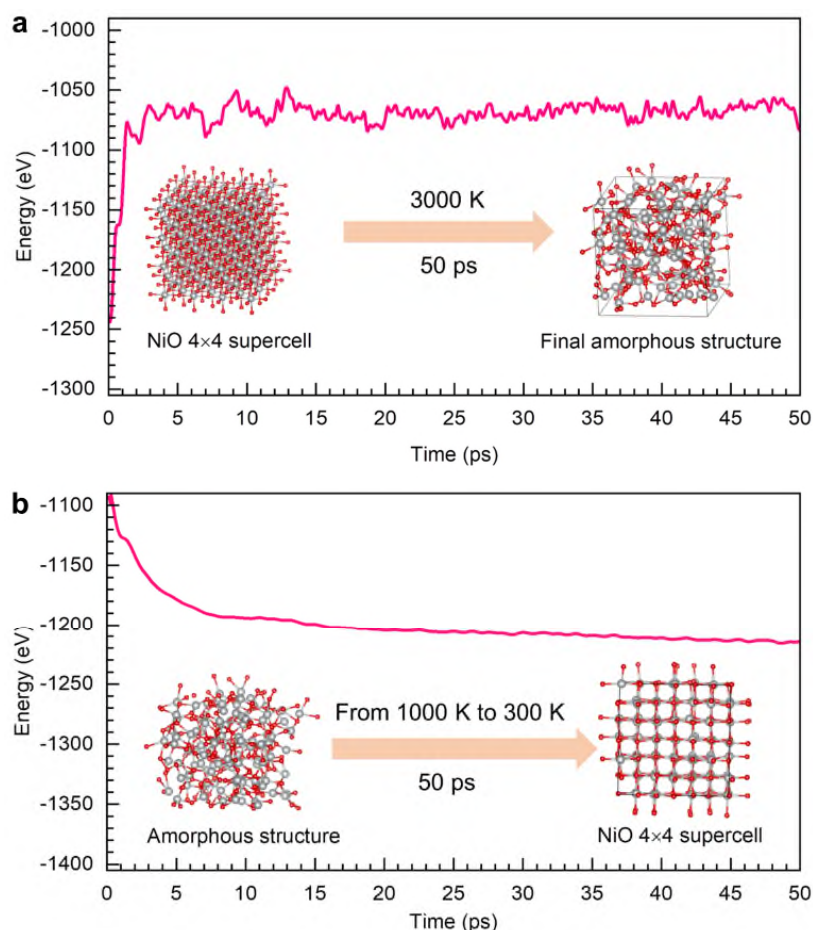 a
-1000
-1050
-1100
-1150
-1200
-1250
-1300
Energy (eV)
3000 K
50 ps
NiO 4×4 supercell
Final amorphous structure
0 5 10 15 20 25 30 35 40 45 50
Time (ps)
b
-1100
-1150
-1200
-1250
-1300
-1350
-1400
Energy (eV)
From 1000 K to 300 K
50 ps
Amorphous structure
NiO 4×4 supercell
0 5 10 15 20 25 30 35 40 45 50
Time (ps)